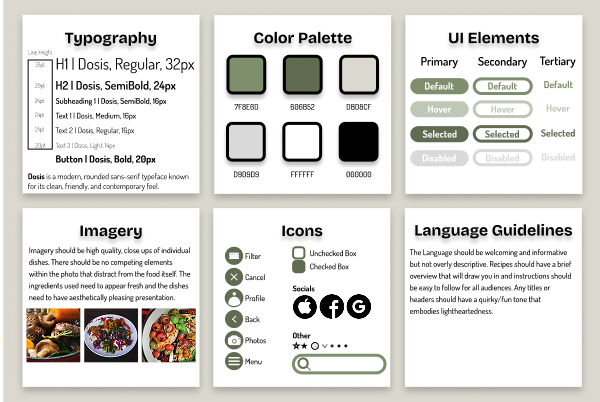 Typography
Line Height
35pt
H1 | Dosis, Regular, 32px
29pt
H2 | Dosis, SemiBold, 24px
Subheading 1 | Dosis, SemiBold, 16px
Text 1 | Dosis, Medium, 16px
Text 2 | Dosis, Regular, 16px
20pt
Text 3 | Dosis, Light, 14px
Button | Dosis, Bold, 20px
Dosis is a modern, rounded sans-serif typeface known
for its clean, friendly, and contemporary feel.
Color Palette
7F8E6D
606B52
DBD8CF
D9D9D9
FFFFFF
000000
UI Elements
Primary
Secondary
Tertiary
Default
Default
Default
Hover
Hover
Hover
Selected
Selected
Selected
Disabled
Disabled
Disabled
Imagery
Imagery should be high quality, close ups of individual
dishes. There should be no competing elements
within the photo that distract from the food itself. The
ingredients used need to appear fresh and the dishes
need to have aesthetically pleasing presentation.
Icons
Filter
Cancel
Profile
Back
Photos
Menu
Unchecked Box
Checked Box
Socials
Other
Language Guidelines
The Language should be welcoming and informative
but not overly descriptive. Recipes should have a brief
overview that will draw you in and instructions should
be easy to follow for all audiences. Any titles or
headers should have a quirky/fun tone that
embodies lightheartedness.